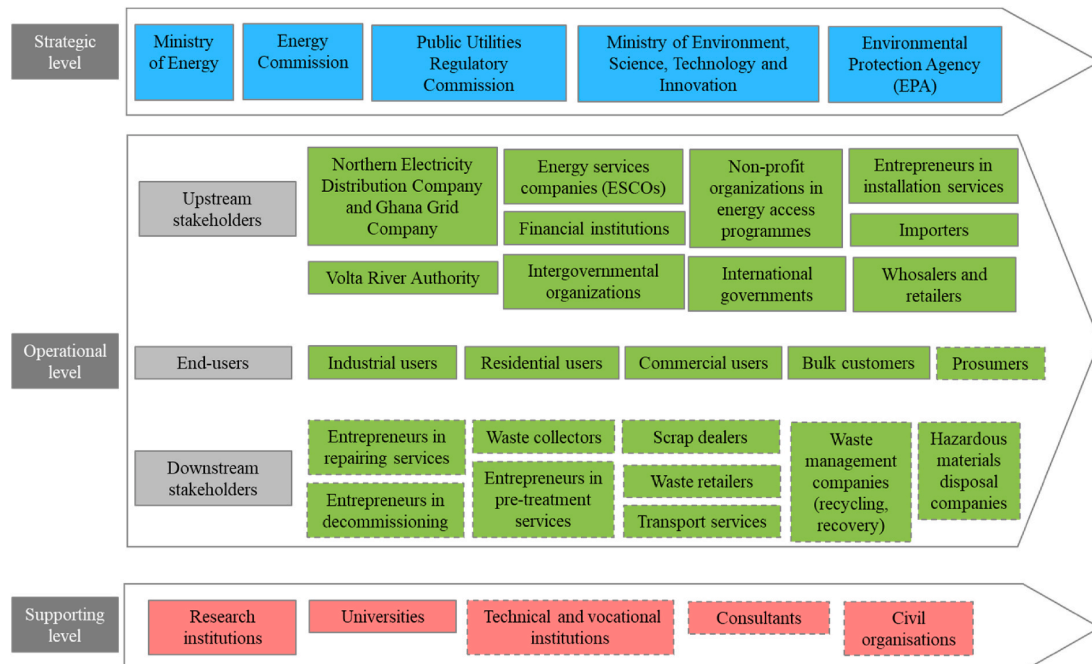 Strategic
level
Ministry
of Energy
Energy
Commission
Public Utilities
Regulatory
Commission
Ministry of Environment,
Science, Technology and
Innovation
Environmental
Protection Agency
(EPA)
Operational
level
Upstream
stakeholders
Northern Electricity
Distribution Company
and Ghana Grid
Company
Energy services
companies (ESCOs)
Non-profit
organizations in
energy access
programmes
Entrepreneurs in
installation services
Financial institutions
Importers
Volta River Authority
Intergovernmental
organizations
International
governments
Whosalers and
retailers
End-users
Industrial users
Residential users
Commercial users
Bulk customers
Prosumers
Downstream
stakeholders
Entrepreneurs in
repairing services
Waste collectors
Scrap dealers
Waste
management
companies
(recycling,
recovery)
Hazardous
materials
disposal
companies
Entrepreneurs in
decommissioning
Entrepreneurs in
pre-treatment
services
Waste retailers
Transport services
Supporting
level
Research
institutions
Universities
Technical and vocational
institutions
Consultants
Civil
organisations